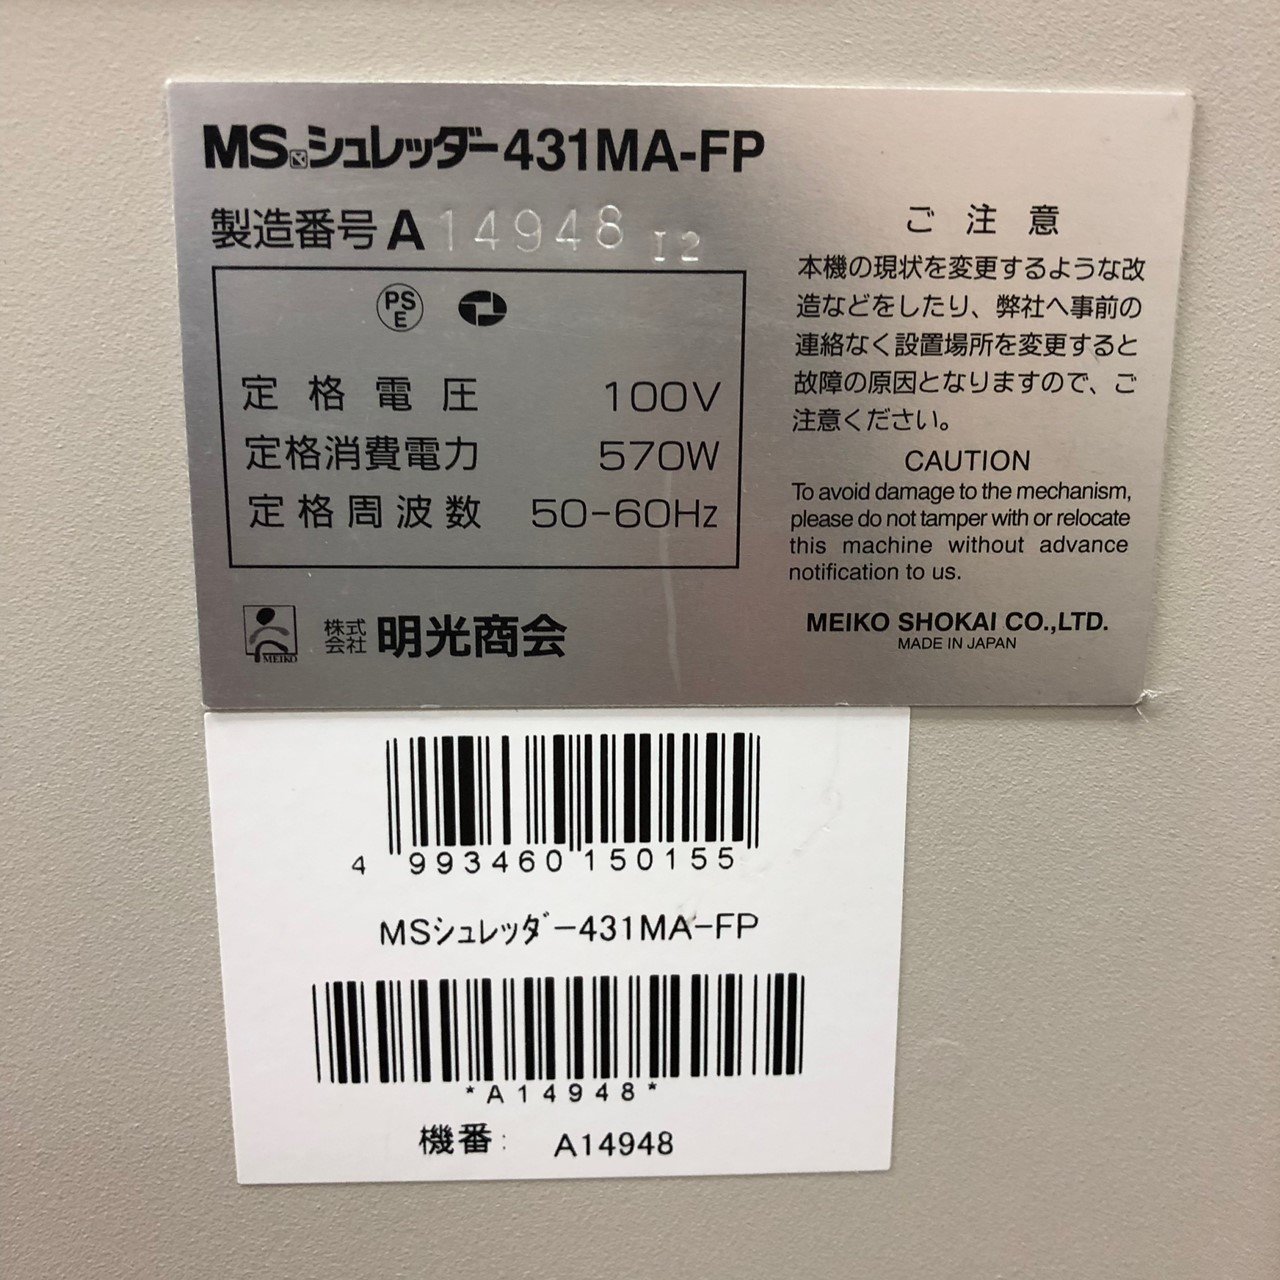 MSシュレッダー431MA-FP
製造番号 A14948 I2
PSE
定格電圧 100V
定格消費電力 570W
定格周波数 50-60Hz
MEIKO
株式会社 明光商会
ご注意
本機の現状を変更するような改
造などをしたり、弊社へ事前の
連絡なく設置場所を変更すると
故障の原因となりますので、ご
注意ください。
CAUTION
To avoid damage to the mechanism,
please do not tamper with or relocate
this machine without advance
notification to us.
MEIKO SHOKAI CO.,LTD.
MADE IN JAPAN
4 993460 150155
MSシュレッダー431MA-FP
*A14948*
機番: A14948